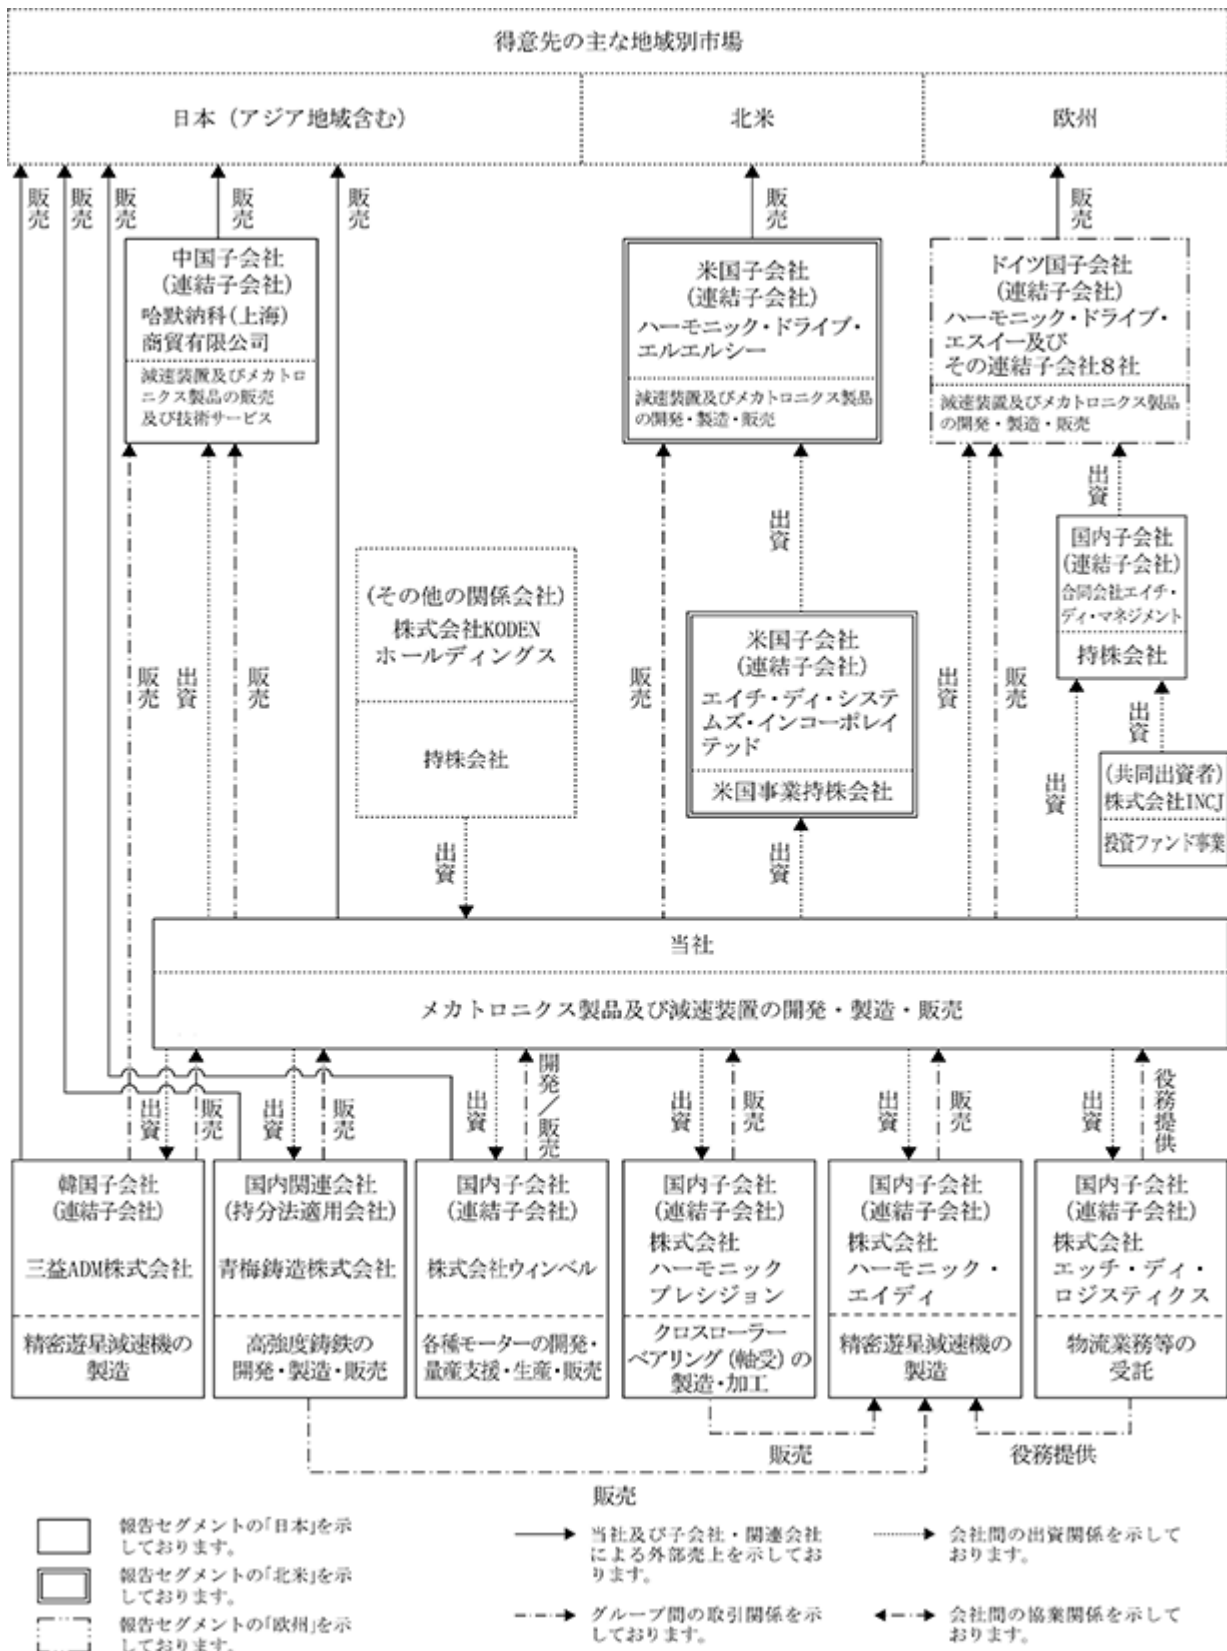 得意先の主な地域別市場
日本（アジア地域含む）
北米
欧州
販売
販売
販売
販売
販売
販売
販売
中国子会社
(連結子会社)
哈默納科(上海)
商貿有限公司
減速装置及びメカトロ
ニクス製品の販売
及び技術サービス
米国子会社
(連結子会社)
ハーモニック・ドライブ・
エルエルシー
減速装置及びメカトロニクス製品
の開発・製造・販売
ドイツ国子会社
(連結子会社)
ハーモニック・ドライブ・
エスイー及び
その連結子会社８社
減速装置及びメカトロニクス製品
の開発・製造・販売
出資
出資
国内子会社
(連結子会社)
合同会社エイチ・
ディ・マネジメント
持株会社
(その他の関係会社)
株式会社KODEN
ホールディングス
持株会社
米国子会社
(連結子会社)
エイチ・ディ・システ
ムズ・インコーポレイ
テッド
米国事業持株会社
販売
出資
販売
販売
出資
販売
出資
出資
(共同出資者)
株式会社INCJ
投資ファンド事業
出資
出資
当社
メカトロニクス製品及び減速装置の開発・製造・販売
出資
販売
出資
販売
出資
開発／販売
出資
販売
出資
販売
出資
役務提供
韓国子会社
(連結子会社)
三益ADM株式会社
精密遊星減速機の
製造
国内関連会社
(持分法適用会社)
青梅鋳造株式会社
高強度鋳鉄の
開発・製造・販売
国内子会社
(連結子会社)
株式会社ウィンベル
各種モーターの開発・
量産支援・生産・販売
国内子会社
(連結子会社)
株式会社
ハーモニック
プレシジョン
クロスローラー
ベアリング(軸受)の
製造・加工
国内子会社
(連結子会社)
株式会社
ハーモニック・
エイディ
精密遊星減速機の
製造
国内子会社
(連結子会社)
株式会社
エッチ・ディ・
ロジスティクス
物流業務等の
受託
販売
役務提供
販売
報告セグメントの「日本」を示
しております。
報告セグメントの「北米」を示
しております。
報告セグメントの「欧州」を示
しております。
当社及び子会社・関連会社
による外部売上を示してお
ります。
グループ間の取引関係を示
しております。
会社間の出資関係を示して
おります。
会社間の協業関係を示して
おります。